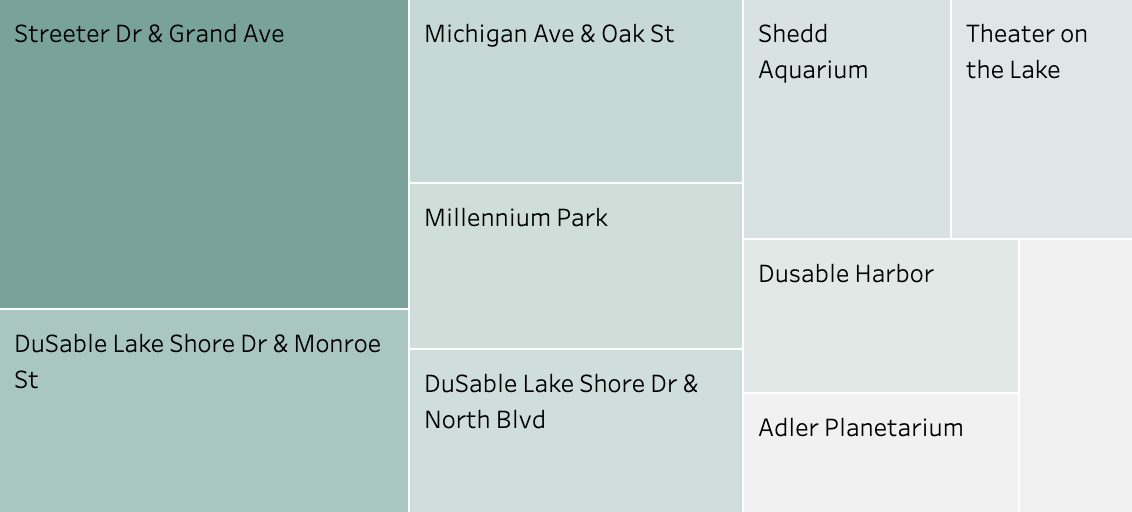 Streeter Dr & Grand Ave
DuSable Lake Shore Dr & Monroe
St
Michigan Ave & Oak St
Millennium Park
DuSable Lake Shore Dr &
North Blvd
Shedd
Aquarium
Theater on
the Lake
Dusable Harbor
Adler Planetarium